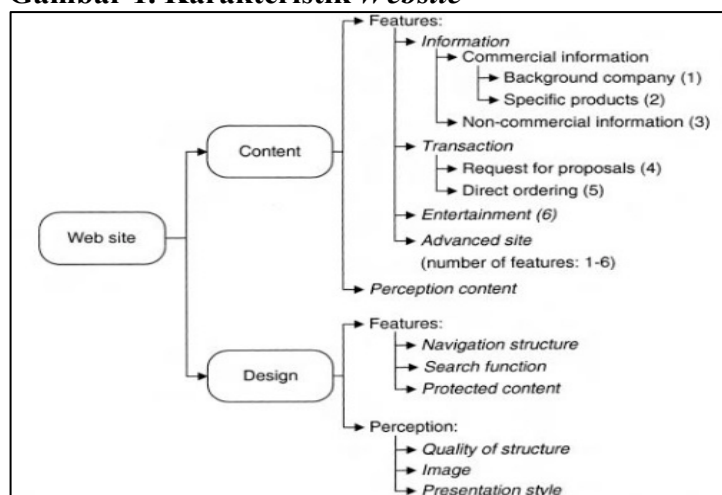 Gambar 1. Karakteristik Website
Features:
Information
Commercial information
Background company (1)
Specific products (2)
Non-commercial information (3)
Content
Transaction
Request for proposals (4)
Direct ordering (5)
Entertainment (6)
Web site
Advanced site
(number of features: 1-6)
Perception content
Features:
Navigation structure
Search function
Design
Protected content
Perception:
Quality of structure
Image
Presentation style